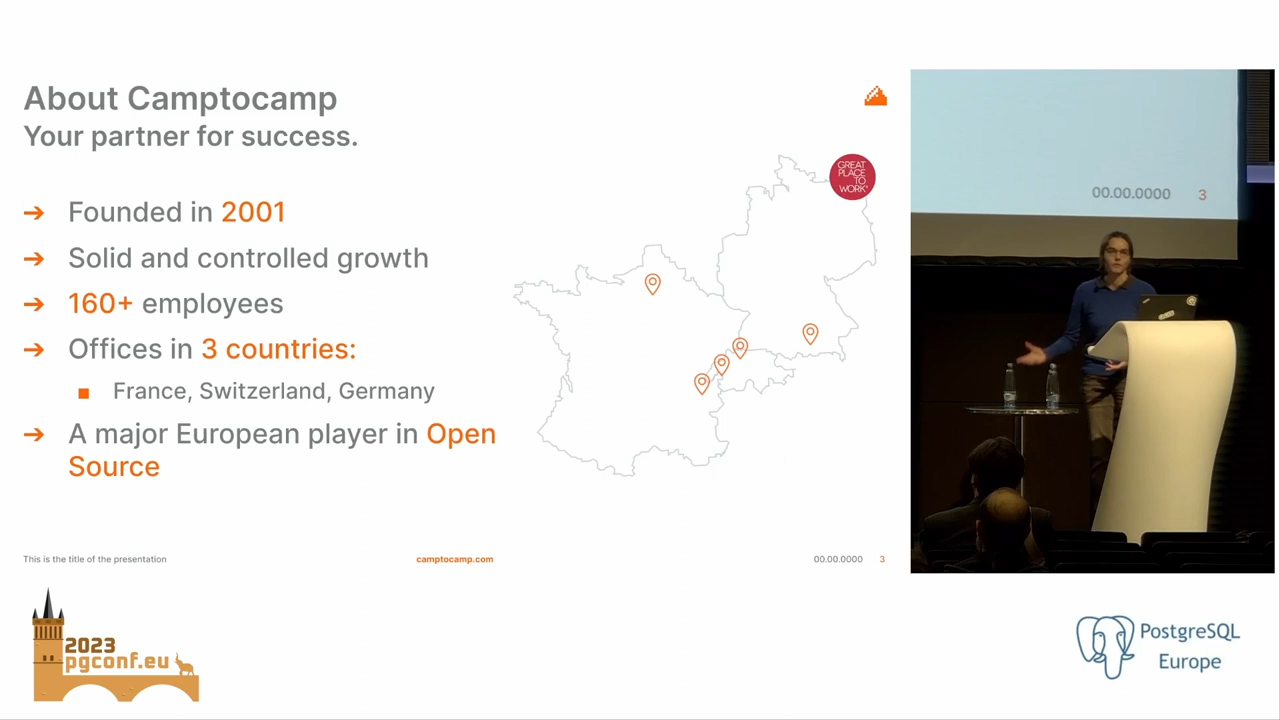 About Camptocamp
Your partner for success.
➔ Founded in 2001
➔ Solid and controlled growth
➔ 160+ employees
➔ Offices in 3 countries:
■ France, Switzerland, Germany
➔ A major European player in Open
Source
GREAT
PLACE
TO
WORK®
This is the title of the presentation
camptocamp.com
00.00.0000 3
00.00.0000 3
2023
pgconf.eu
PostgreSQL
Europe